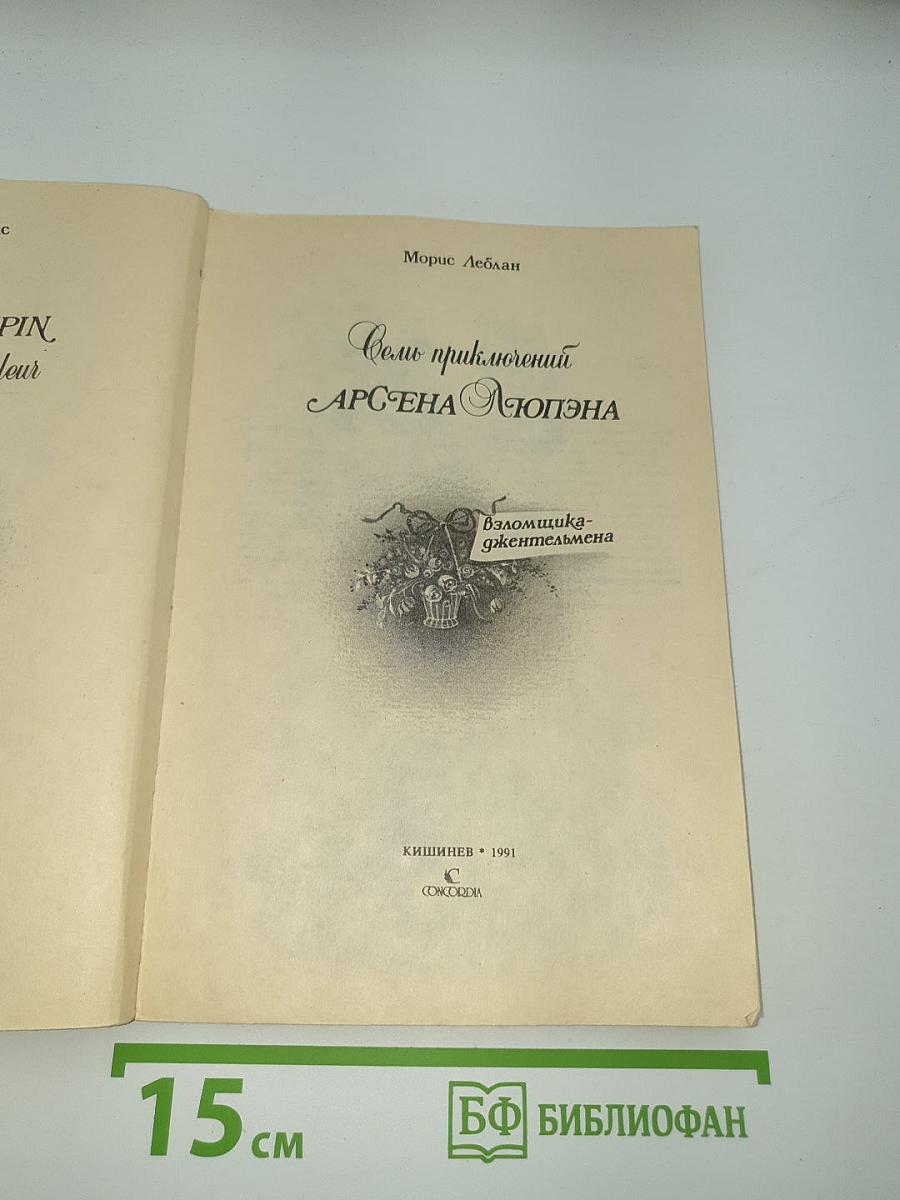 Морис Леблан
Семь приключений
АРСЕНА ЛЮПЭНА
взломщика-
джентельмена
КИШИНЕВ * 1991
CONCORDIA
15 см
БФ БИБЛИОФАН